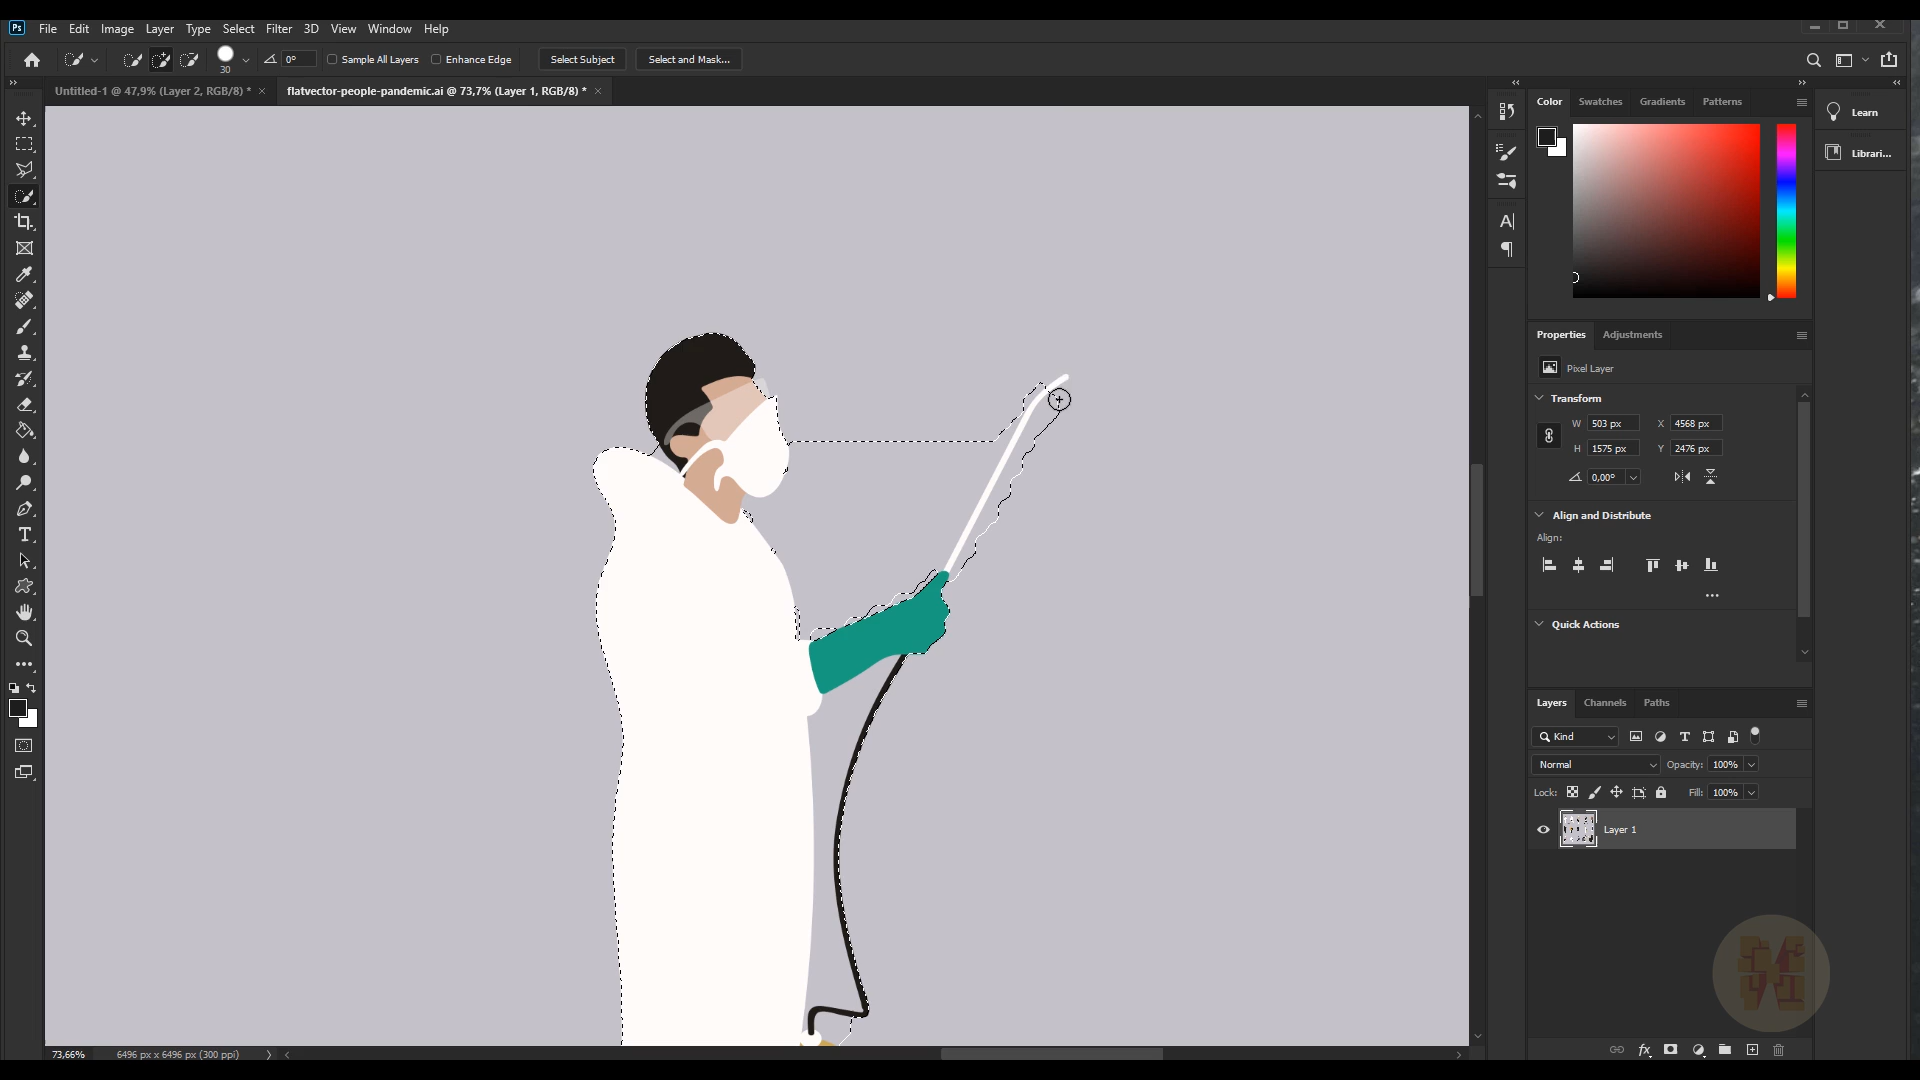 Ps File Edit Image Layer Type Select Filter 3D View Window Help
30 0° Sample All Layers Enhance Edge Select Subject Select and Mask...
Untitled-1 @ 47,9% (Layer 2, RGB/8) * × flatvector-people-pandemic.ai @ 73,7% (Layer 1, RGB/8) * ×
Color Swatches Gradients Patterns
Learn
Librari...
Properties Adjustments
Pixel Layer
Transform
W 503 px X 4568 px
H 1575 px Y 2476 px
0,00°
Align and Distribute
Align:
Quick Actions
Layers Channels Paths
Kind
Normal Opacity: 100%
Lock: Fill: 100%
Layer 1
73,66% 6496 px x 6496 px (300 ppi)